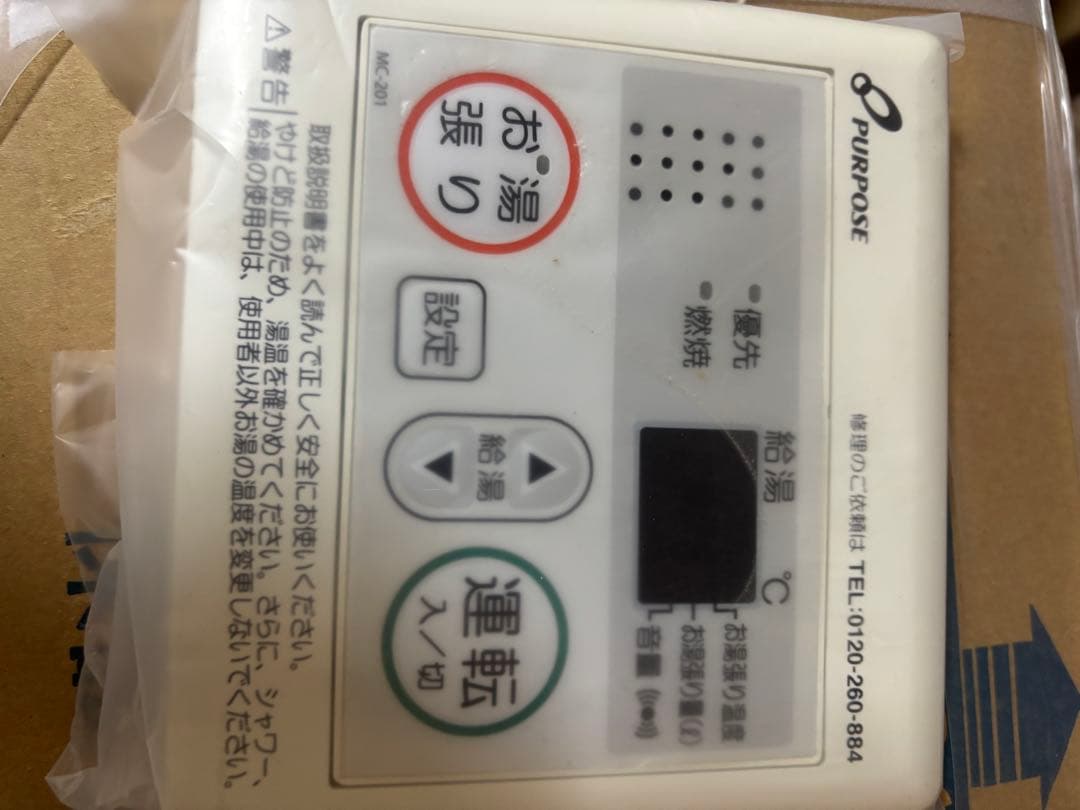 PURPOSE
修理のご依頼は TEL:0120-260-884
優先
燃焼
給湯
℃
お湯張り温度
お湯張り量(ℓ)
音量
お湯
張り
設定
給湯
運転
入/切
MC-201
取扱説明書をよく読んで正しく安全にお使いください。
警告 やけど防止のため、湯温を確かめてください。さらに、シャワー、
給湯の使用中は、使用者以外お湯の温度を変更しないでください。